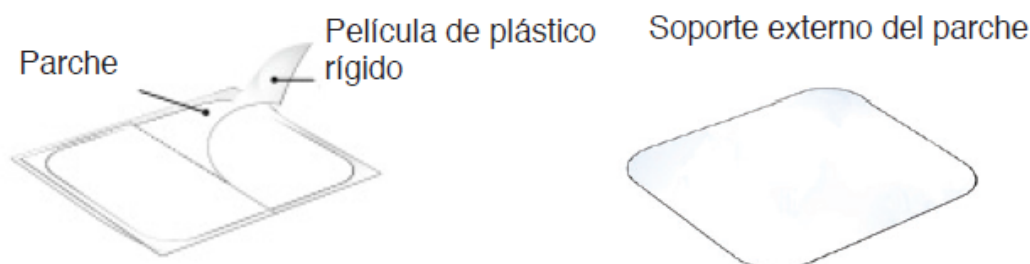 Parche
Película de plástico
rígido
Soporte externo del parche